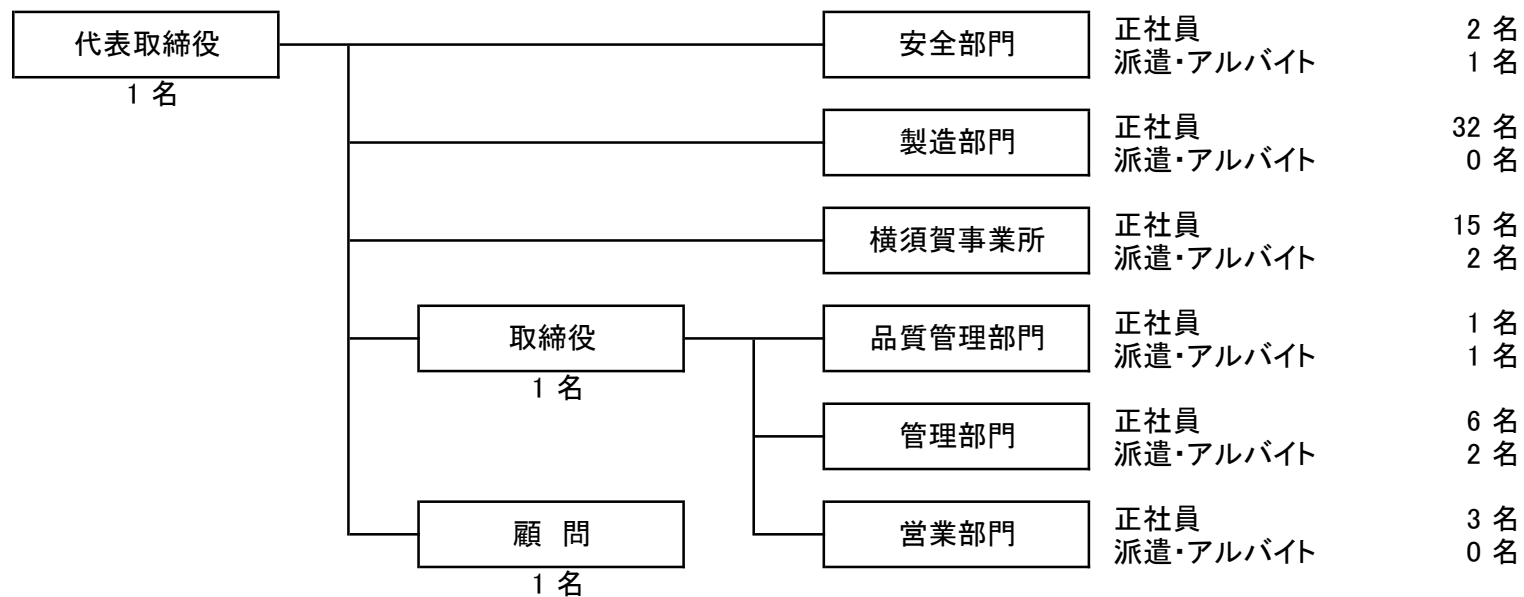 代表取締役
1 名
安全部門
正社員 2 名
派遣・アルバイト 1 名
製造部門
正社員 32 名
派遣・アルバイト 0 名
横須賀事業所
正社員 15 名
派遣・アルバイト 2 名
取締役
1 名
品質管理部門
正社員 1 名
派遣・アルバイト 1 名
管理部門
正社員 6 名
派遣・アルバイト 2 名
顧 問
1 名
営業部門
正社員 3 名
派遣・アルバイト 0 名